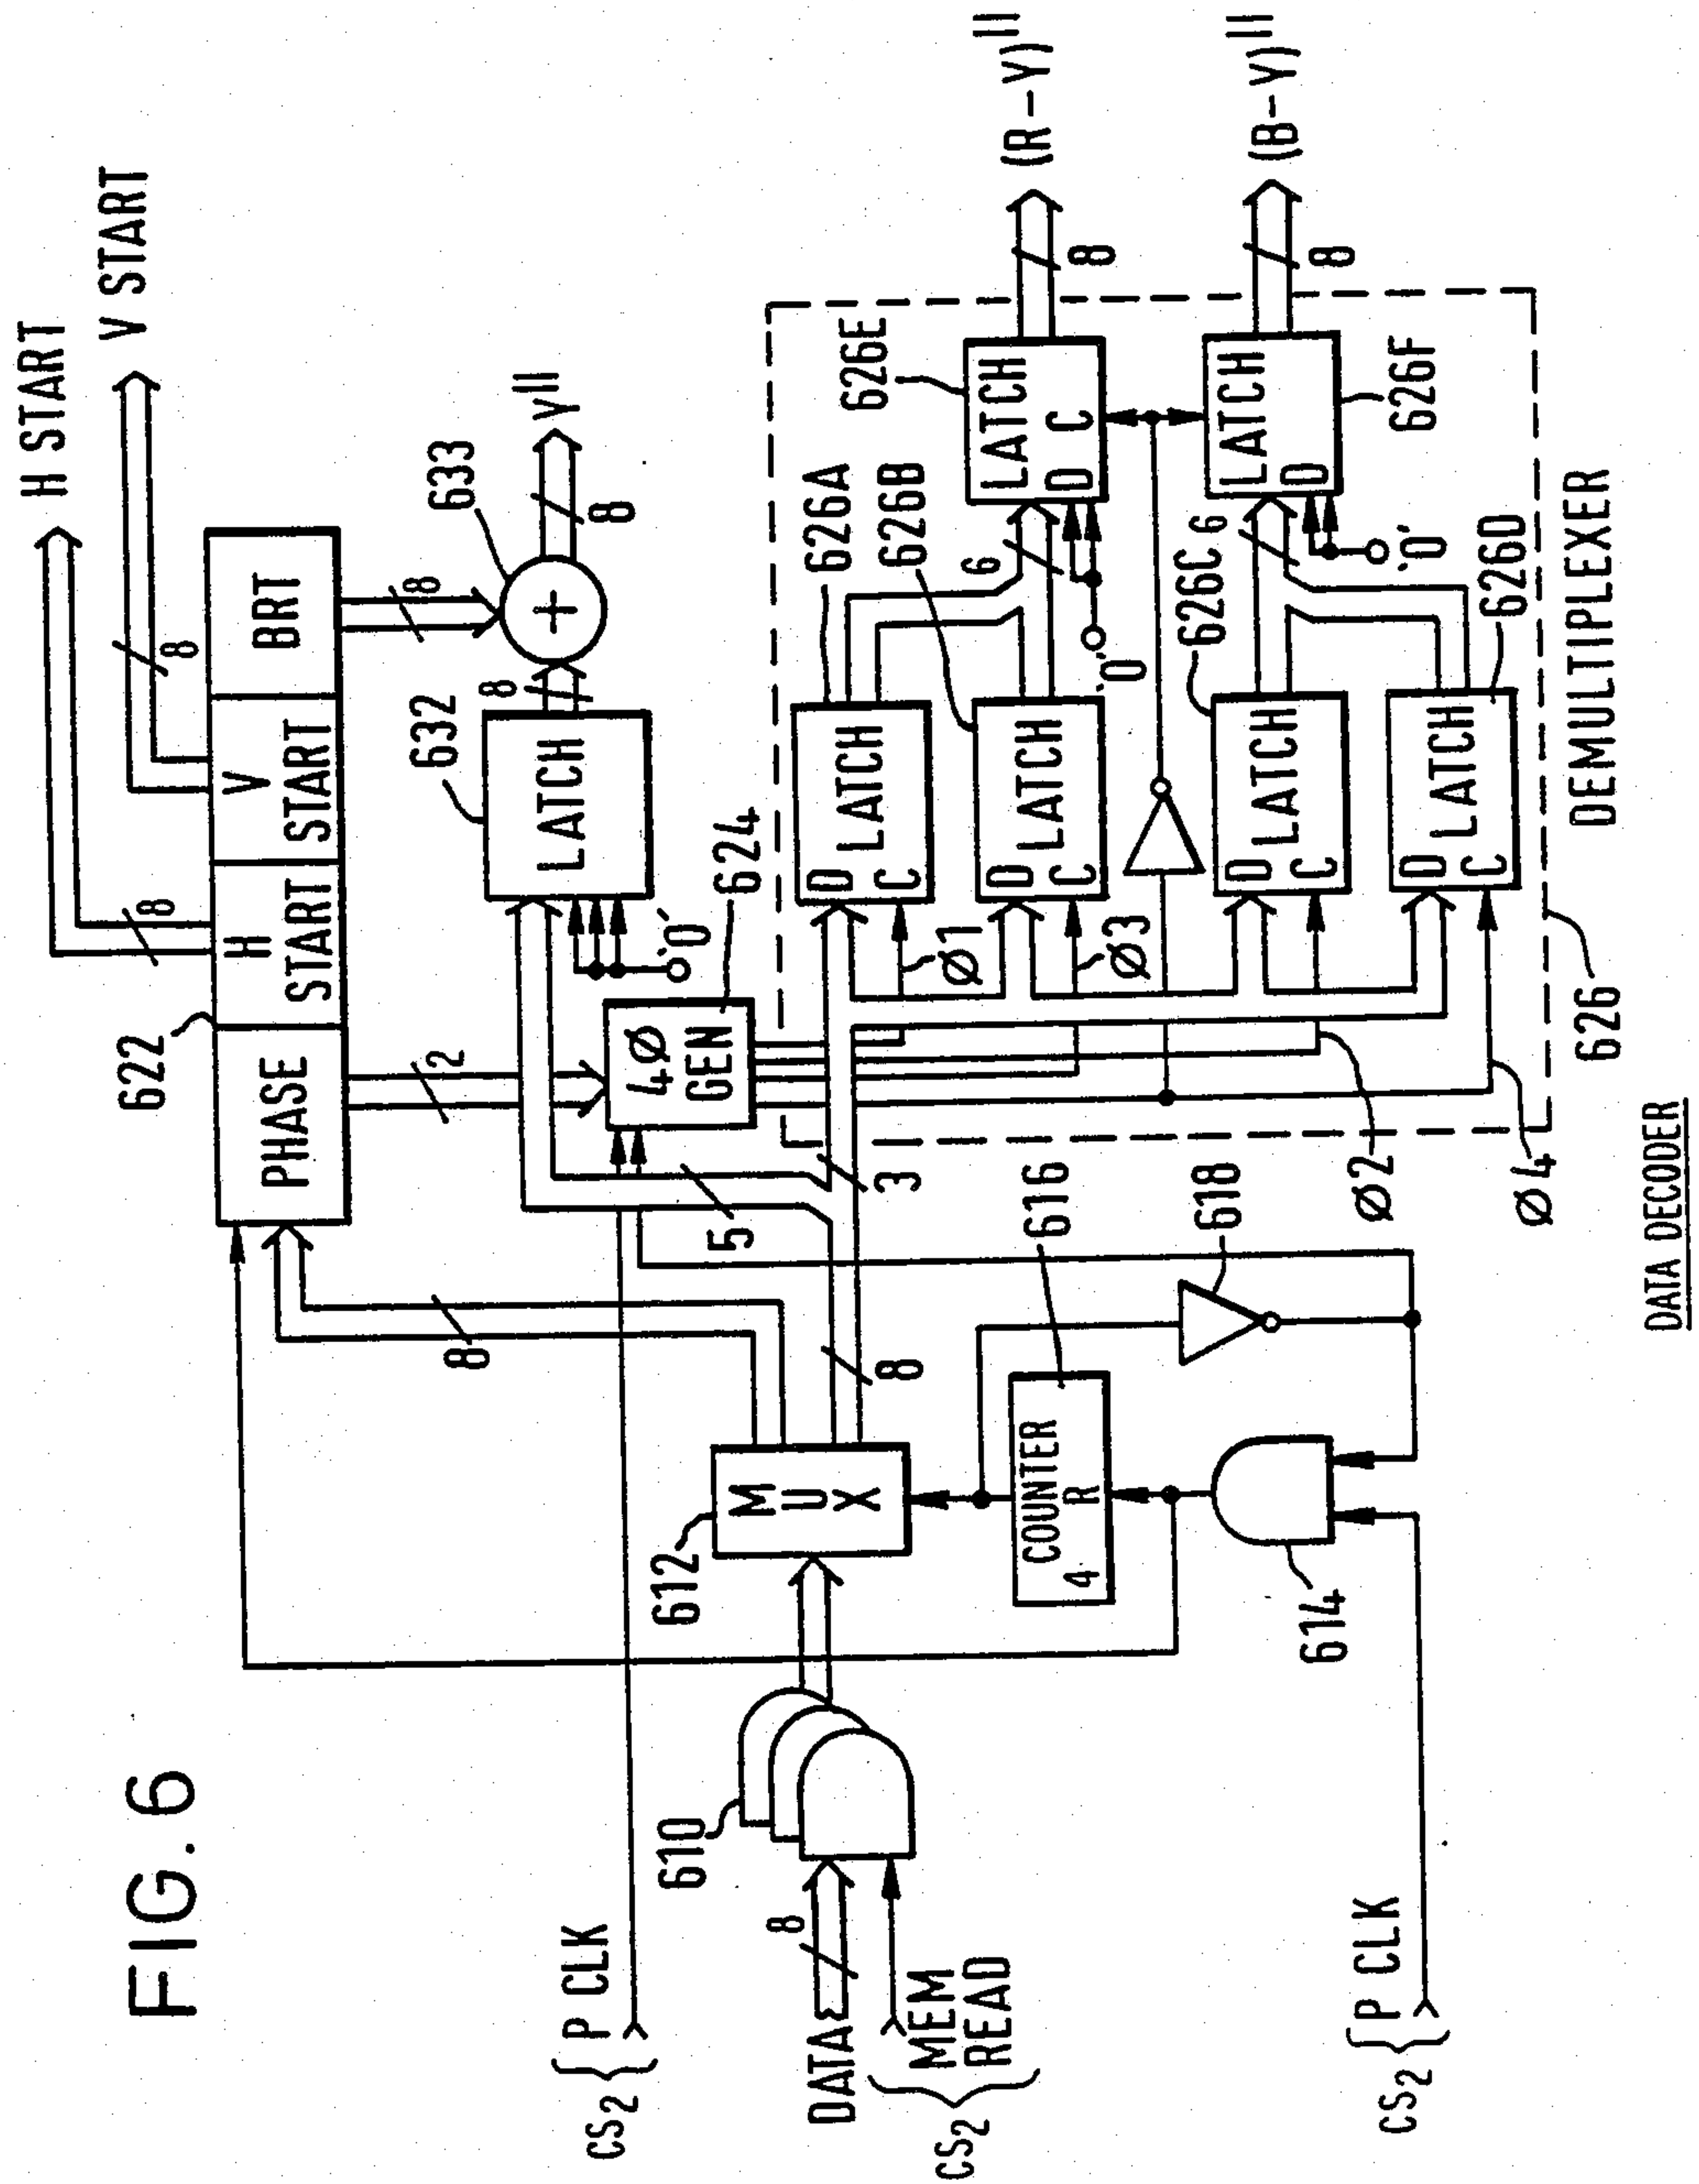 FIG. 6
H START
V START
8
8
622
PHASE
H START
V START
BRT
8
2
8
633
632
LATCH
8
Y"
8
'0'
5
40 GEN
624
CS2 { P CLK
DATA
8
610
MEM READ
CS2
612
MUX
8
3
COUNTER
4 R
616
618
614
CS2 { P CLK
Ø1
Ø3
Ø2
Ø4
D LATCH C
626A
D LATCH C
626B
D LATCH C
626C
D LATCH C
626D
6
'0'
LATCH
D C
626E
8
(R-Y)"
6
'0'
LATCH
D
626F
8
(B-Y)"
626
DEMULTIPLEXER
DATA DECODER